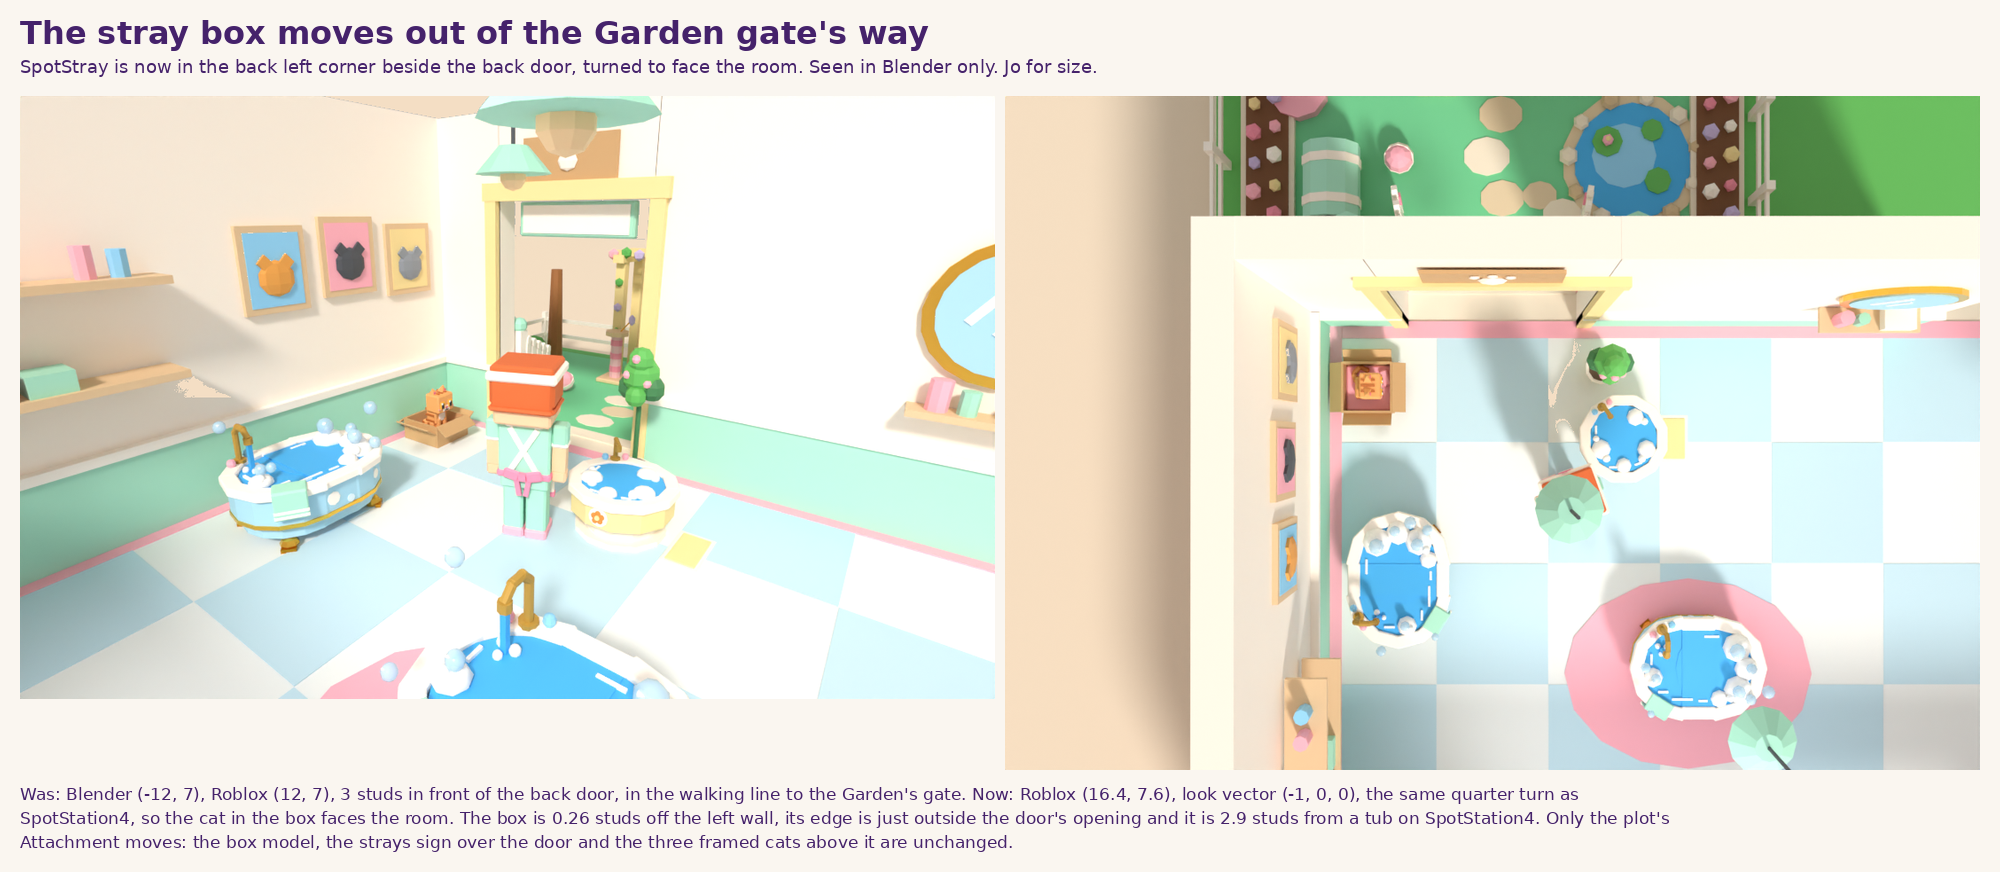 The stray box moves out of the Garden gate's way
SpotStray is now in the back left corner beside the back door, turned to face the room. Seen in Blender only. Jo for size.
Was: Blender (-12, 7), Roblox (12, 7), 3 studs in front of the back door, in the walking line to the Garden's gate. Now: Roblox (16.4, 7.6), look vector (-1, 0, 0), the same quarter turn as
SpotStation4, so the cat in the box faces the room. The box is 0.26 studs off the left wall, its edge is just outside the door's opening and it is 2.9 studs from a tub on SpotStation4. Only the plot's
Attachment moves: the box model, the strays sign over the door and the three framed cats above it are unchanged.